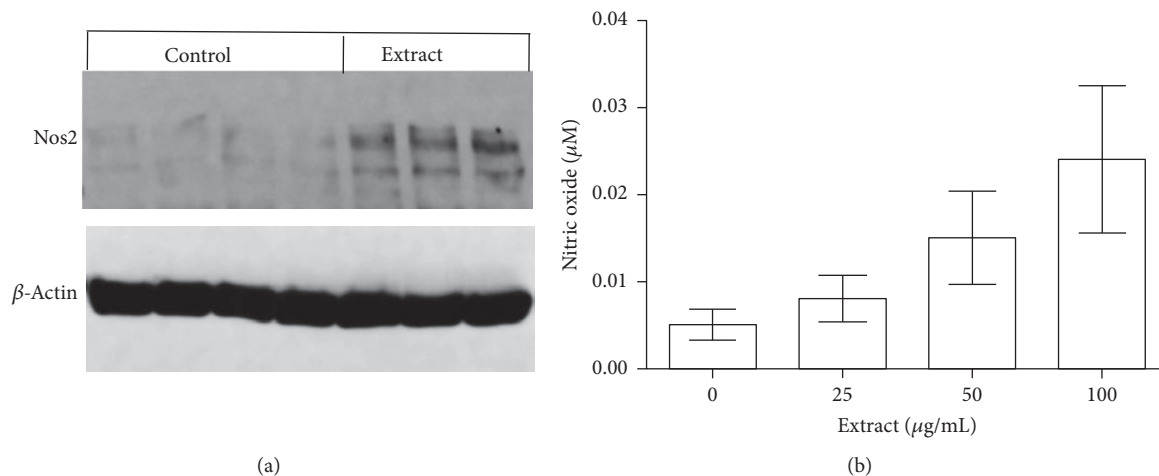 Control Extract
Nos2
β-Actin
(a)
0.04
0.03
0.02
0.01
0.00
Nitric oxide (μM)
0 25 50 100
Extract (μg/mL)
(b)